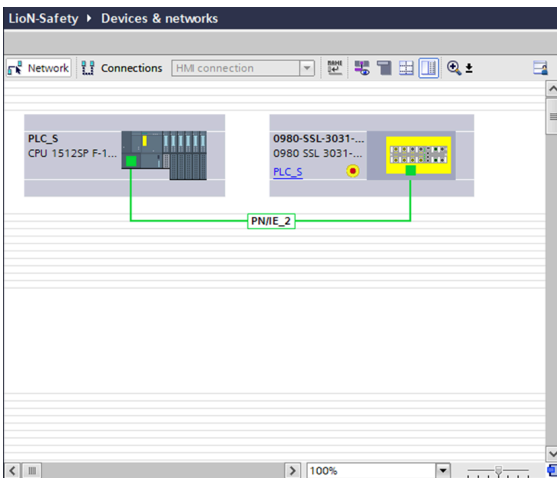 LioN-Safety ▸ Devices & networks
Network Connections HMI connection
PLC_S
CPU 1512SP F-1...
0980-SSL-3031-...
0980 SSL 3031-...
PLC_S
PN/IE_2
100%